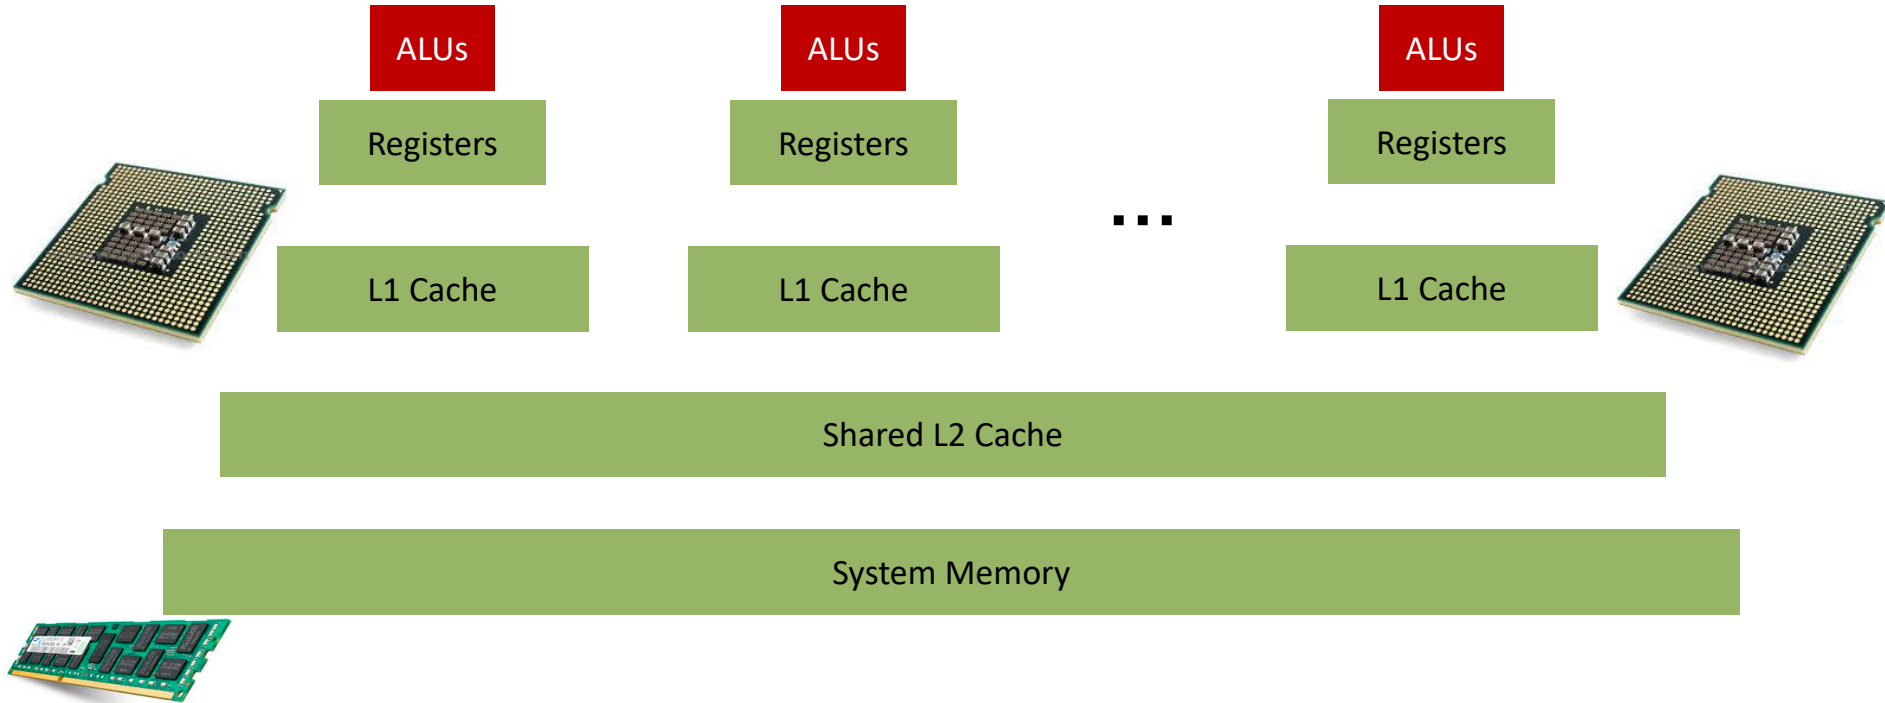 ALUs
ALUs
ALUs
Registers
Registers
Registers
...
L1 Cache
L1 Cache
L1 Cache
Shared L2 Cache
System Memory